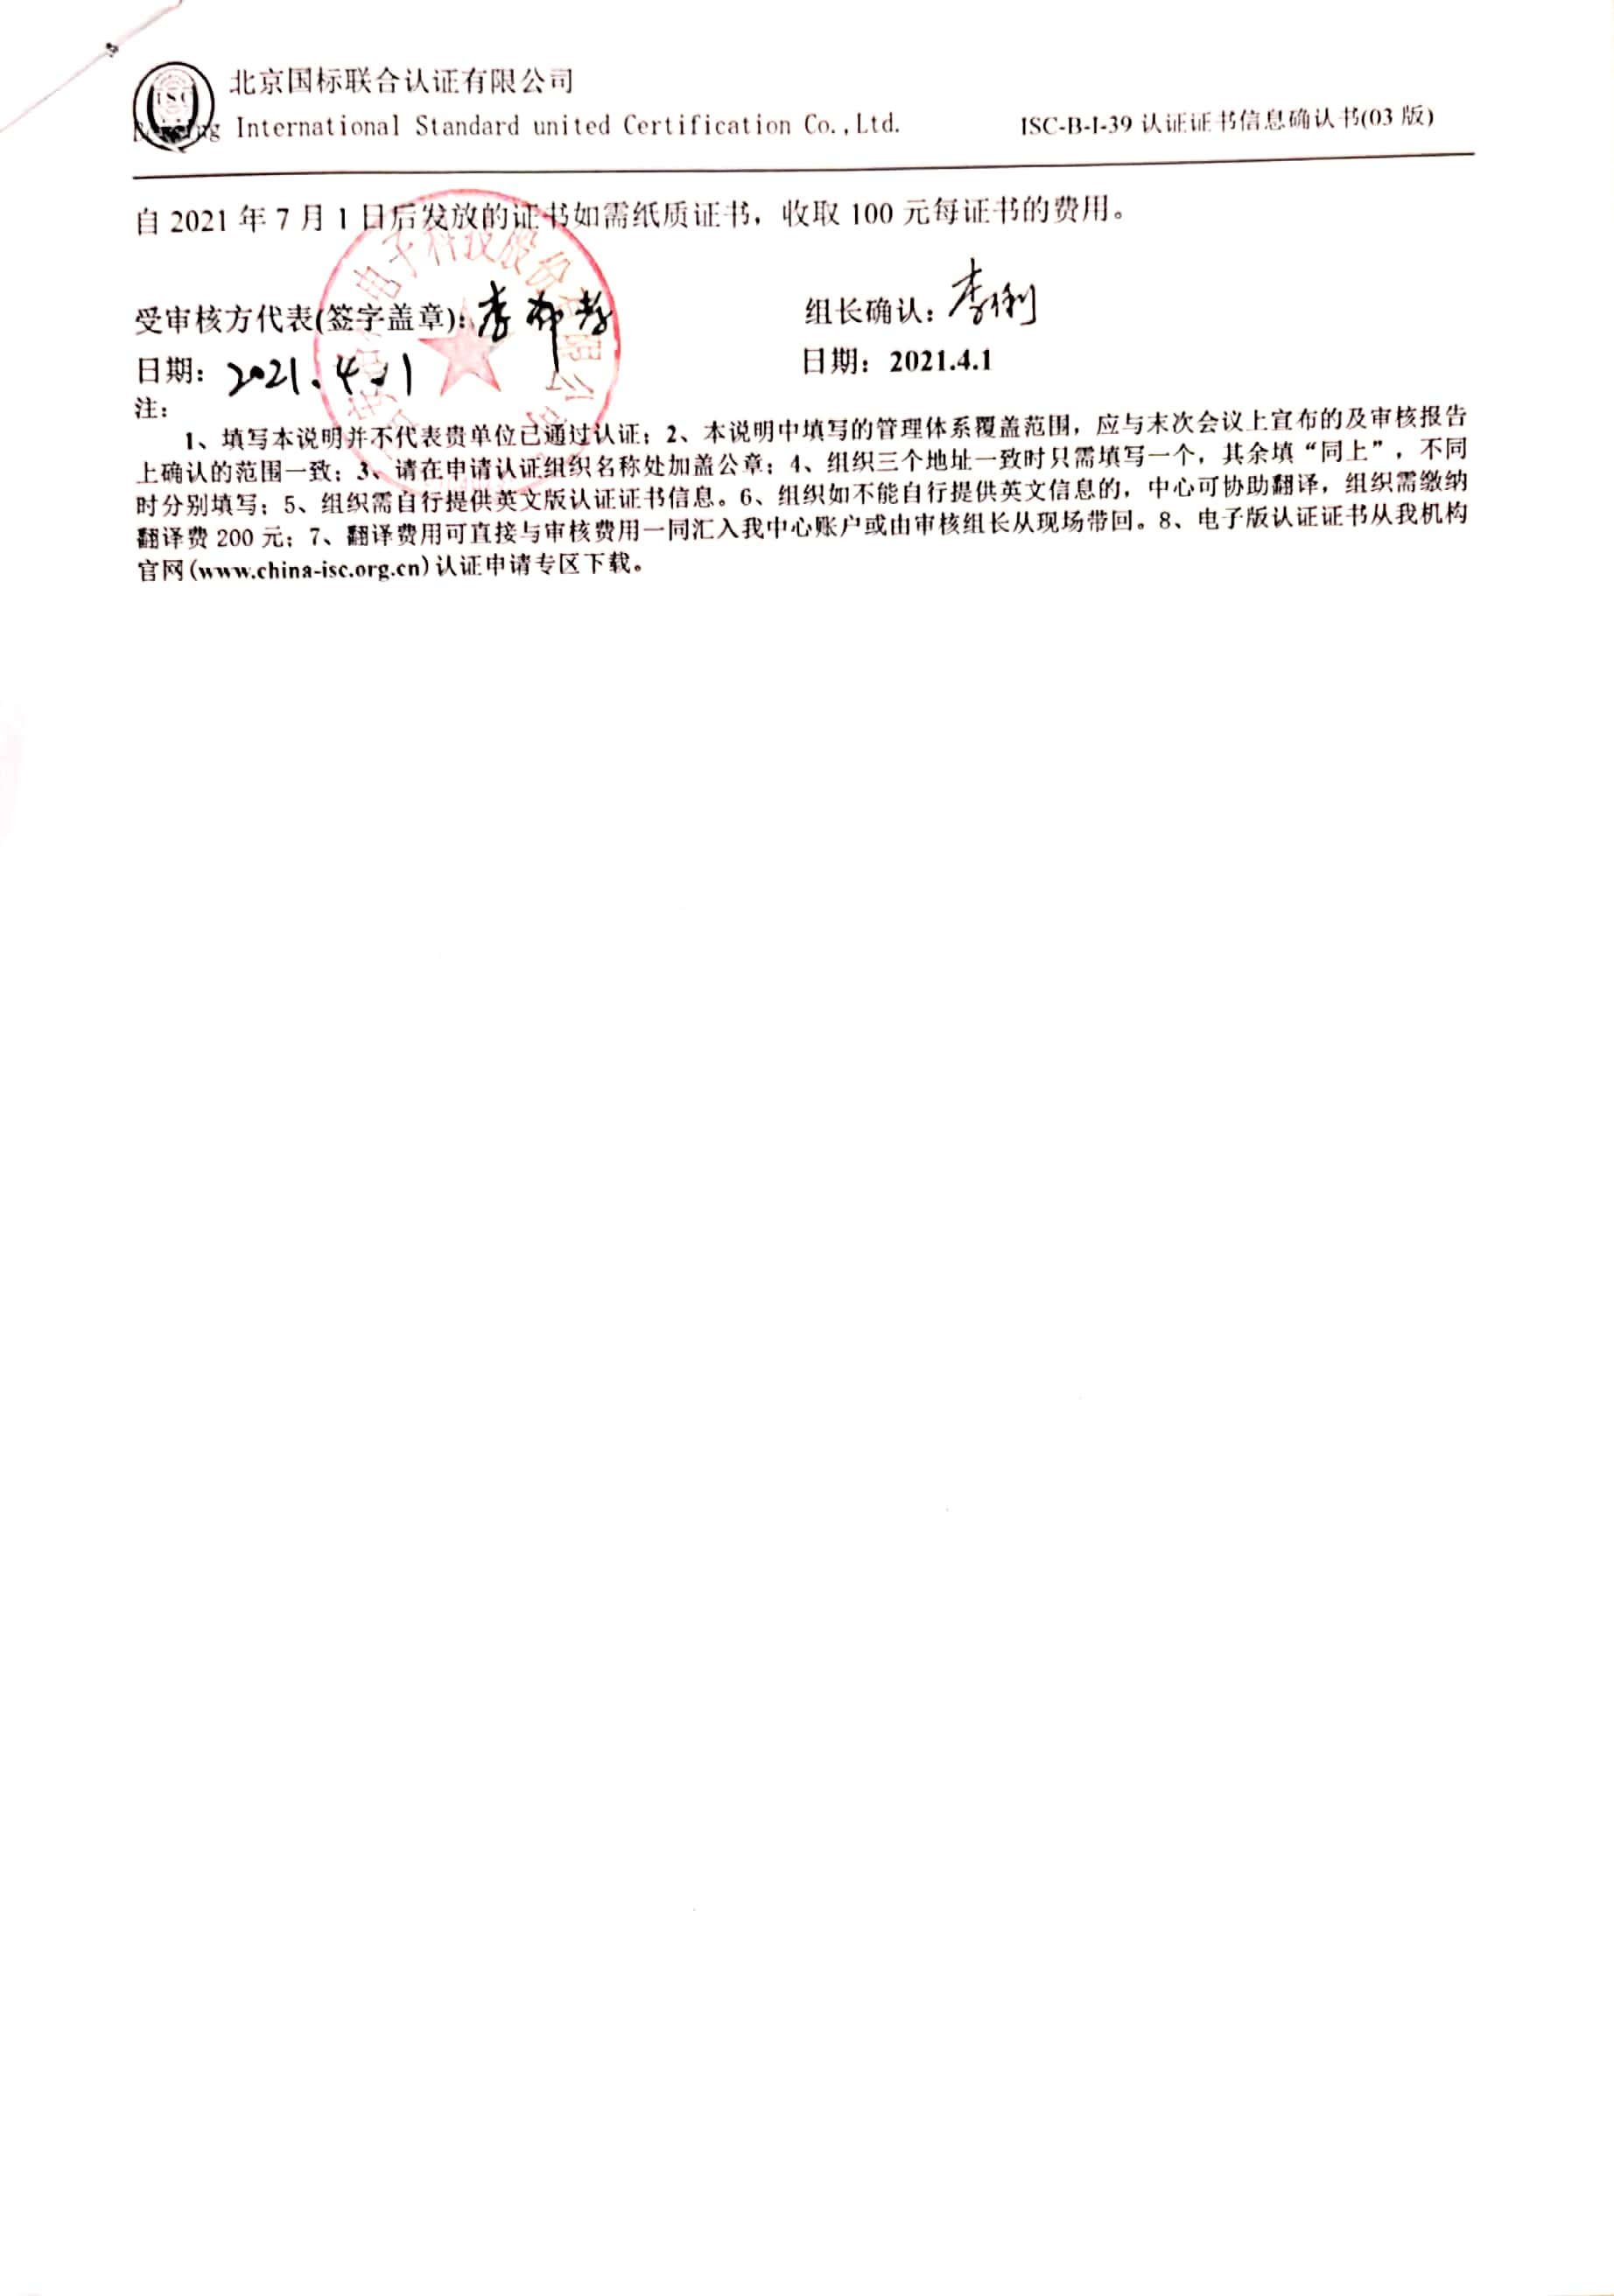 ISC
北京国标联合认证有限公司
International Standard united Certification Co.,Ltd.
ISC-B-I-39 认证证书信息确认书(03 版)
自 2021 年 7 月 1 日后发放的证书如需纸质证书，收取 100 元每证书的费用。
电子科技股份有限公司
受审核方代表(签字盖章):李
组长确认：李俐
日期：2021.4.1
日期：2021.4.1
注：
1、填写本说明并不代表贵单位已通过认证；2、本说明中填写的管理体系覆盖范围，应与末次会议上宣布的及审核报告
上确认的范围一致；3、请在申请认证组织名称处加盖公章；4、组织三个地址一致时只需填写一个，其余填“同上”，不同
时分别填写；5、组织需自行提供英文版认证证书信息。6、组织如不能自行提供英文信息的，中心可协助翻译，组织需缴纳
翻译费 200 元；7、翻译费用可直接与审核费用一同汇入我中心账户或由审核组长从现场带回。8、电子版认证证书从我机构
官网(www.china-isc.org.cn)认证申请专区下载。